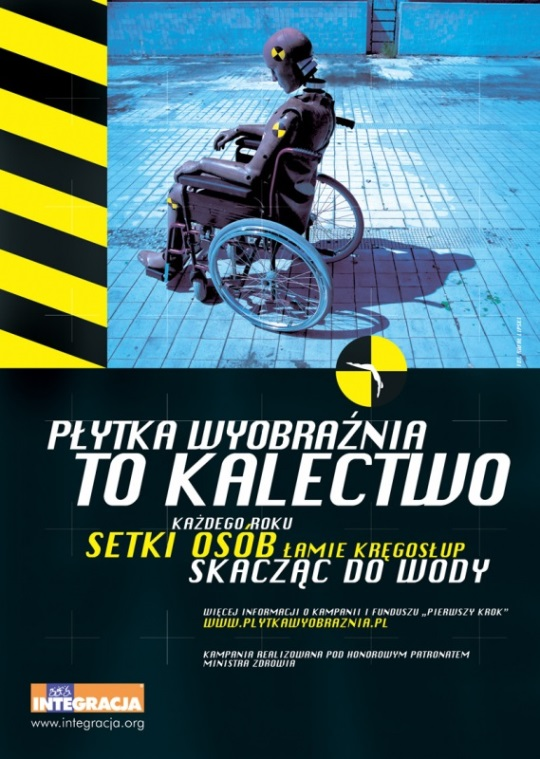 PŁYTKA WYOBRAŹNIA
TO KALECTWO
KAŻDEGO ROKU
SETKI OSÓB ŁAMIE KRĘGOSŁUP
SKACZĄC DO WODY
WIĘCEJ INFORMACJI O KAMPANII I FUNDUSZU „PIERWSZY KROK"
WWW.PLYTKAWYOBRAZNIA.PL
KAMPANIA REALIZOWANA POD HONOROWYM PATRONATEM
MINISTRA ZDROWIA
INTEGRACJA
www.integracja.org